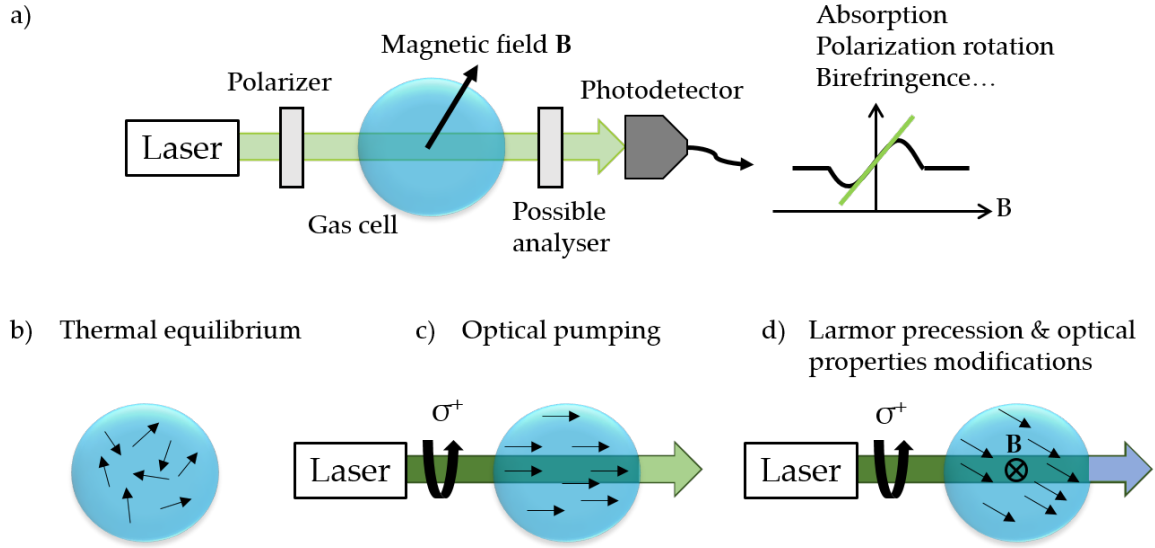 a)
Absorption
Polarization rotation
Birefringence…
Magnetic field B
Polarizer
Photodetector
Laser
Gas cell
Possible
analyser
B
b) Thermal equilibrium
c) Optical pumping
d) Larmor precession & optical
properties modifications
σ+
Laser
σ+
Laser
B